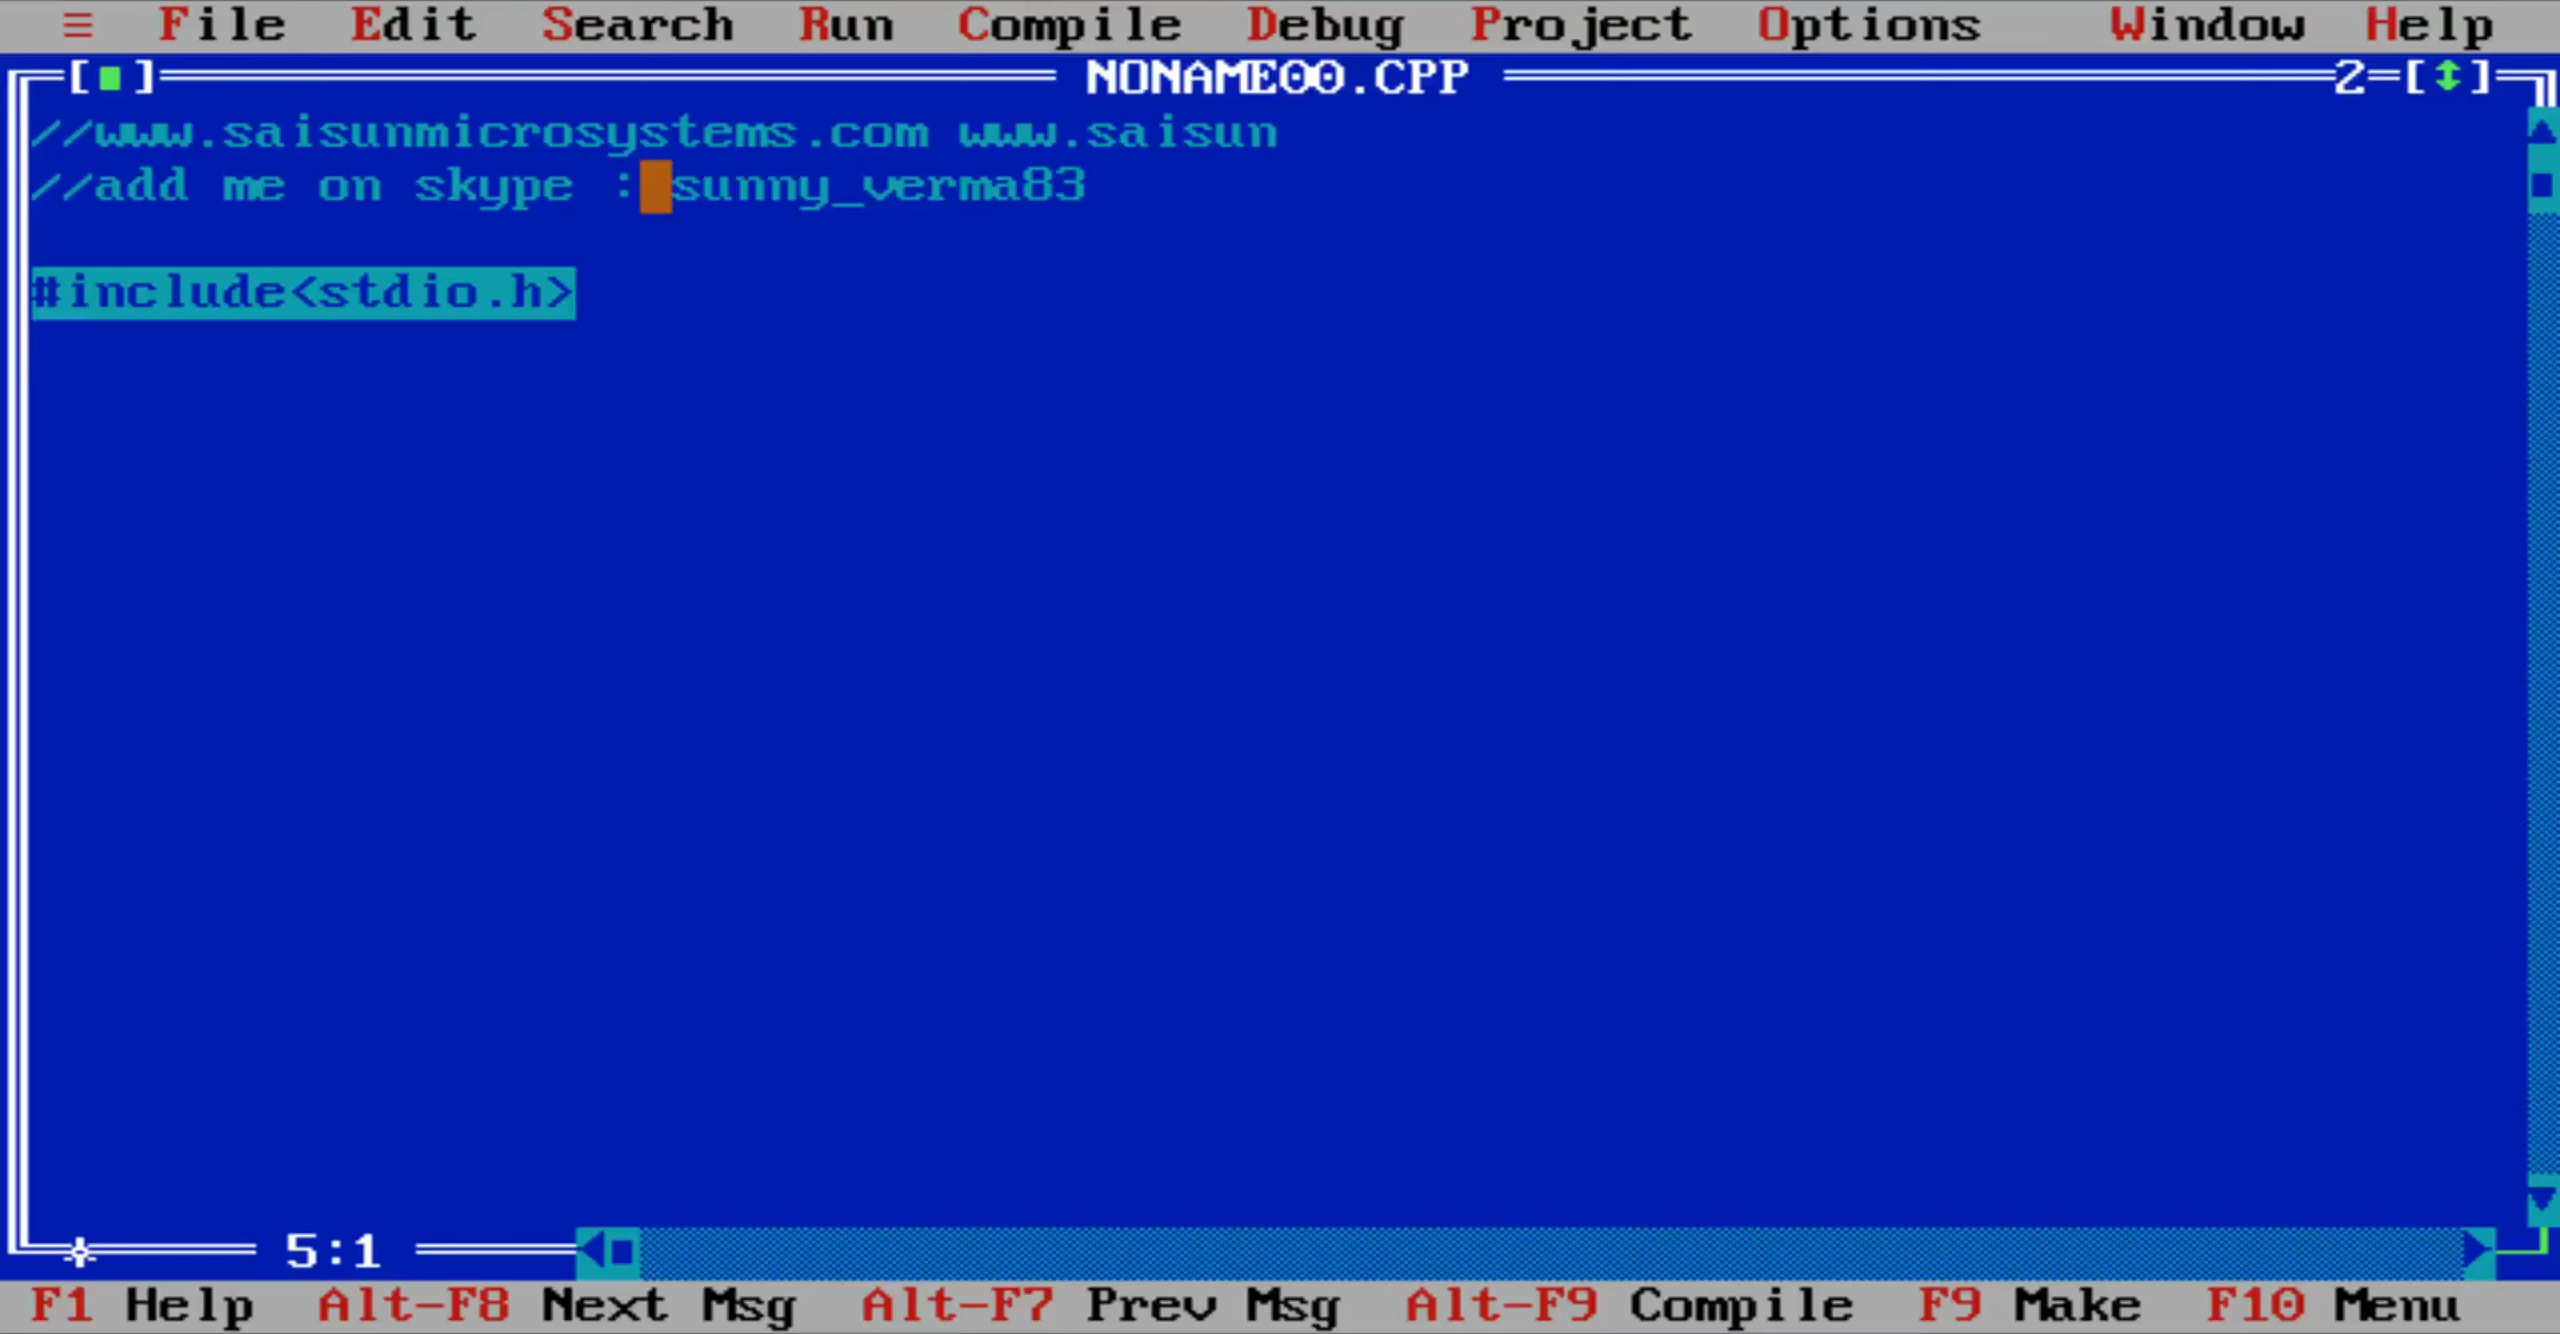 ≡ File Edit Search Run Compile Debug Project Options Window Help
[■] NONAME00.CPP 2=[↕]
//www.saisunmicrosystems.com www.saisun
//add me on skype : sunny_verma83
#include<stdio.h>
5:1
F1 Help Alt-F8 Next Msg Alt-F7 Prev Msg Alt-F9 Compile F9 Make F10 Menu